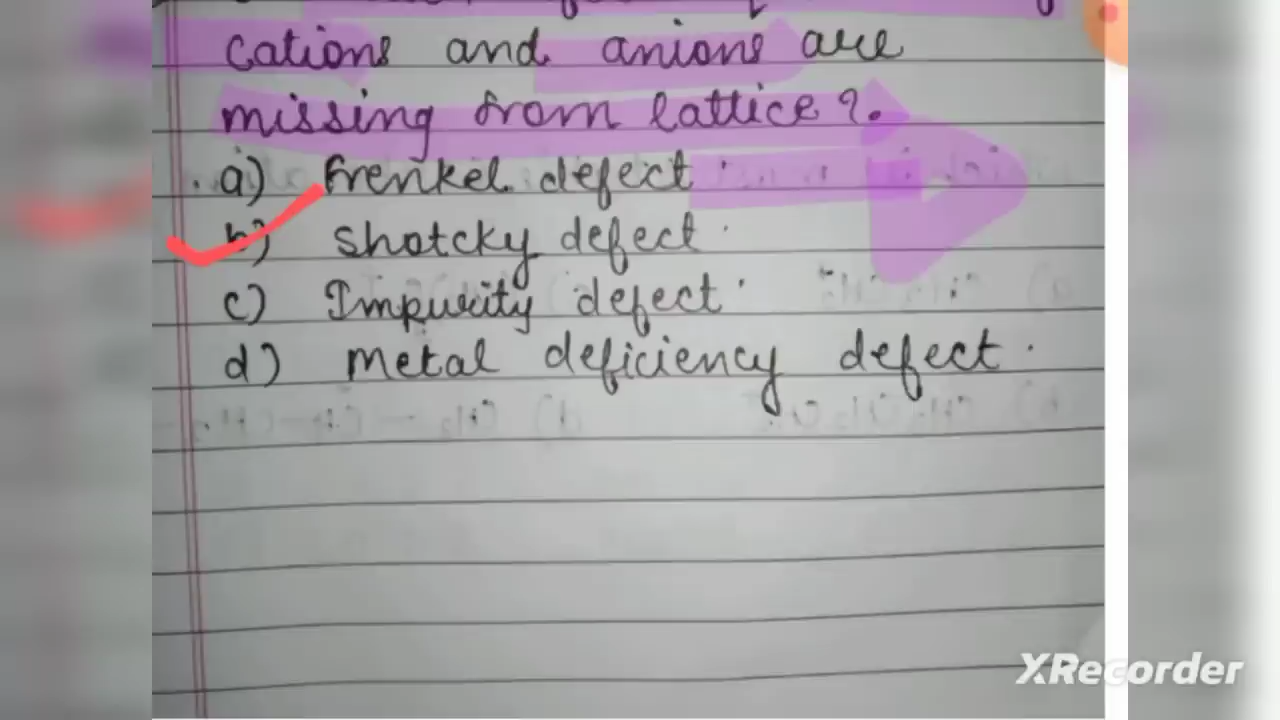 cations and anions are
missing from lattice ?.
a) Frenkel defect
b) Shotcky defect
c) Impurity defect
d) Metal deficiency defect.
XRecorder